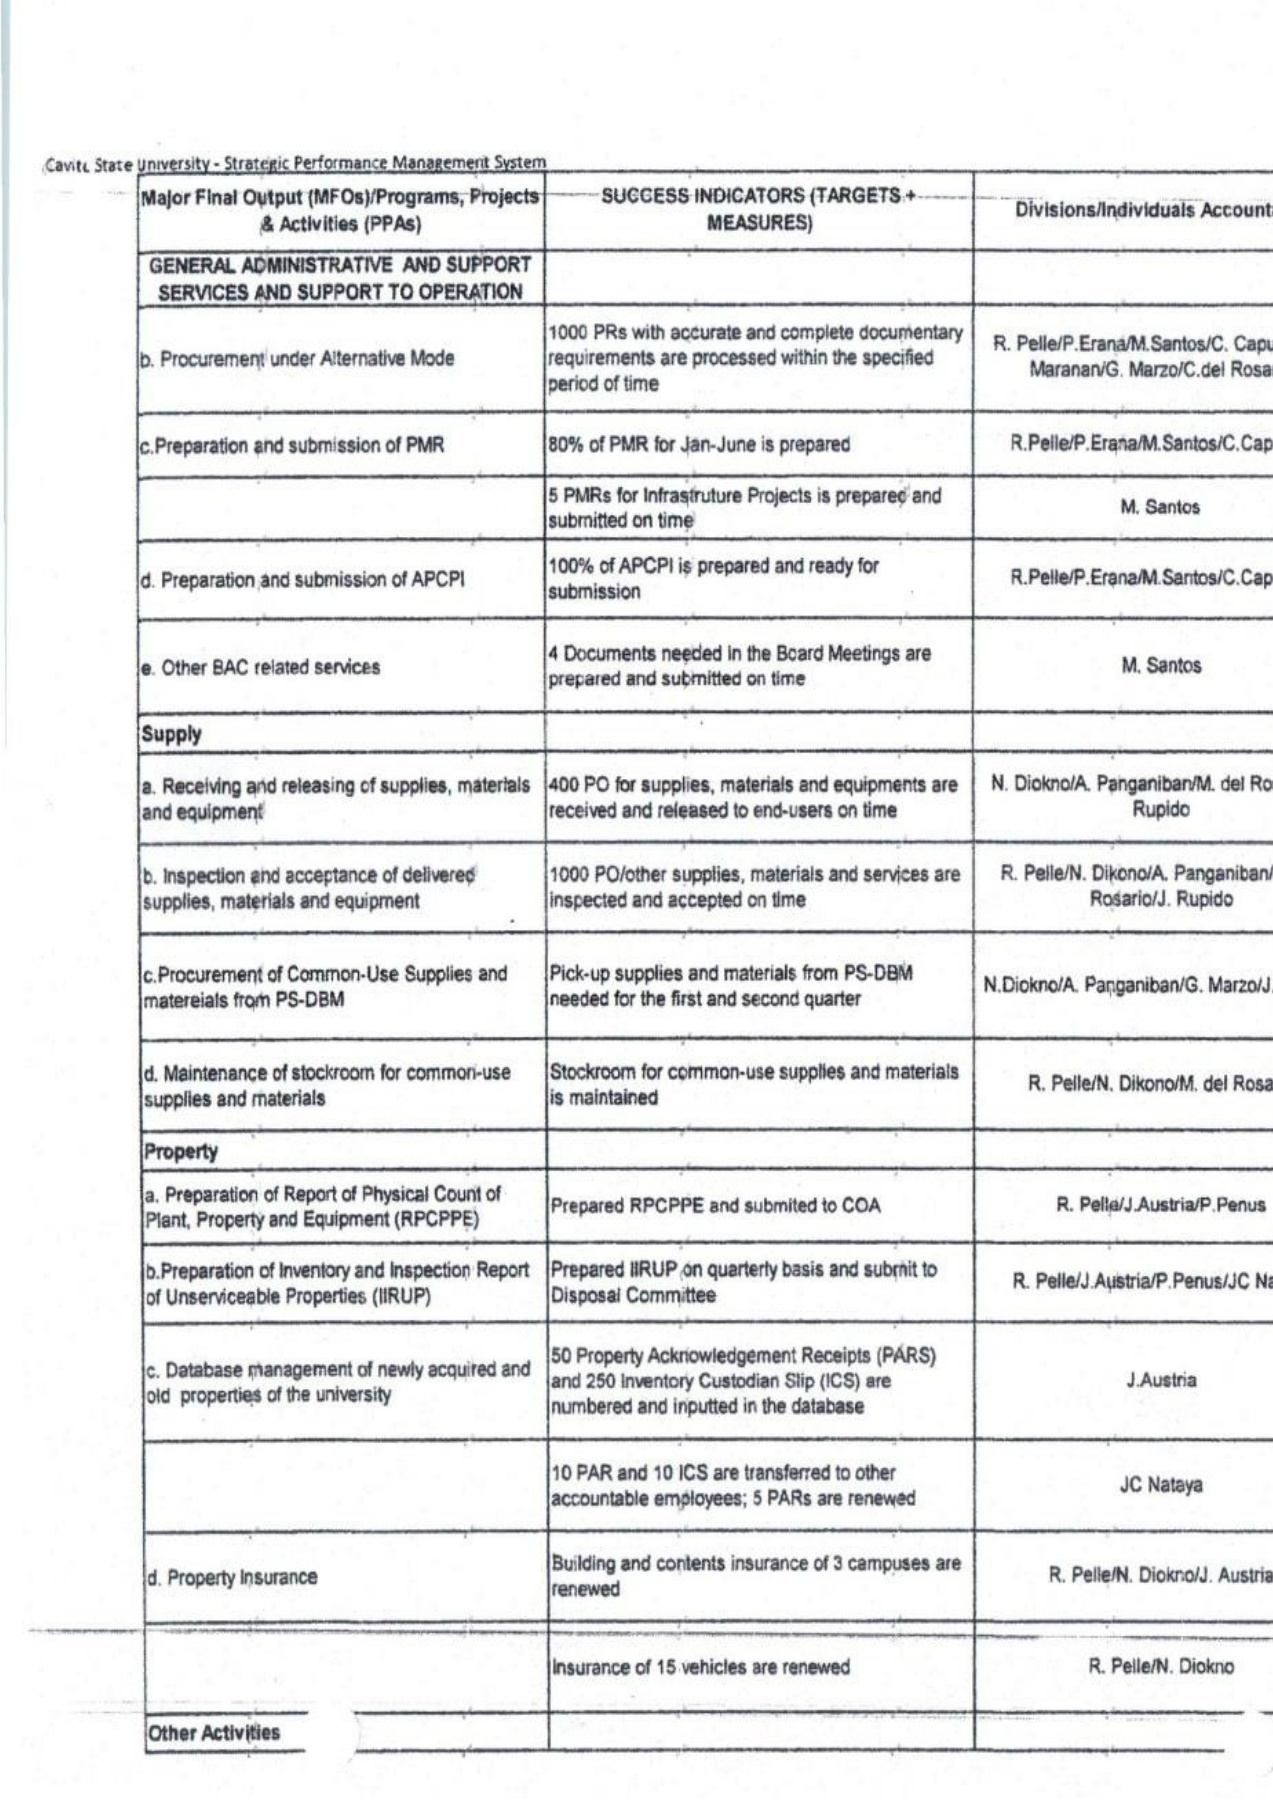 Cavite State University - Strategic Performance Management System
Major Final Output (MFOs)/Programs, Projects
& Activities (PPAs)
SUCCESS INDICATORS (TARGETS +
MEASURES)
Divisions/Individuals Account
GENERAL ADMINISTRATIVE AND SUPPORT
SERVICES AND SUPPORT TO OPERATION
b. Procurement under Alternative Mode
1000 PRs with accurate and complete documentary
requirements are processed within the specified
period of time
R. Pelle/P.Erana/M.Santos/C. Capu
Maranan/G. Marzo/C.del Rosa
c.Preparation and submission of PMR
80% of PMR for Jan-June is prepared
R.Pelle/P.Erana/M.Santos/C.Cap
5 PMRs for Infrastruture Projects is prepared and
submitted on time
M. Santos
d. Preparation and submission of APCPI
100% of APCPI is prepared and ready for
submission
R.Pelle/P.Erana/M.Santos/C.Cap
e. Other BAC related services
4 Documents needed in the Board Meetings are
prepared and submitted on time
M. Santos
Supply
a. Receiving and releasing of supplies, materials
and equipment
400 PO for supplies, materials and equipments are
received and released to end-users on time
N. Diokno/A. Panganiban/M. del Ro
Rupido
b. Inspection and acceptance of delivered
supplies, materials and equipment
1000 PO/other supplies, materials and services are
inspected and accepted on time
R. Pelle/N. Dikono/A. Panganiban/
Rosario/J. Rupido
c.Procurement of Common-Use Supplies and
matereials from PS-DBM
Pick-up supplies and materials from PS-DBM
needed for the first and second quarter
N.Diokno/A. Panganiban/G. Marzo/J.
d. Maintenance of stockroom for common-use
supplies and materials
Stockroom for common-use supplies and materials
is maintained
R. Pelle/N. Dikono/M. del Rosa
Property
a. Preparation of Report of Physical Count of
Plant, Property and Equipment (RPCPPE)
Prepared RPCPPE and submited to COA
R. Pelle/J.Austria/P.Penus
b.Preparation of Inventory and Inspection Report
of Unserviceable Properties (IIRUP)
Prepared IIRUP on quarterly basis and submit to
Disposal Committee
R. Pelle/J.Austria/P.Penus/JC Na
c. Database management of newly acquired and
old properties of the university
50 Property Acknowledgement Receipts (PARS)
and 250 Inventory Custodian Slip (ICS) are
numbered and inputted in the database
J.Austria
10 PAR and 10 ICS are transferred to other
accountable employees; 5 PARs are renewed
JC Nataya
d. Property Insurance
Building and contents insurance of 3 campuses are
renewed
R. Pelle/N. Diokno/J. Austria
Insurance of 15 vehicles are renewed
R. Pelle/N. Diokno
Other Activities